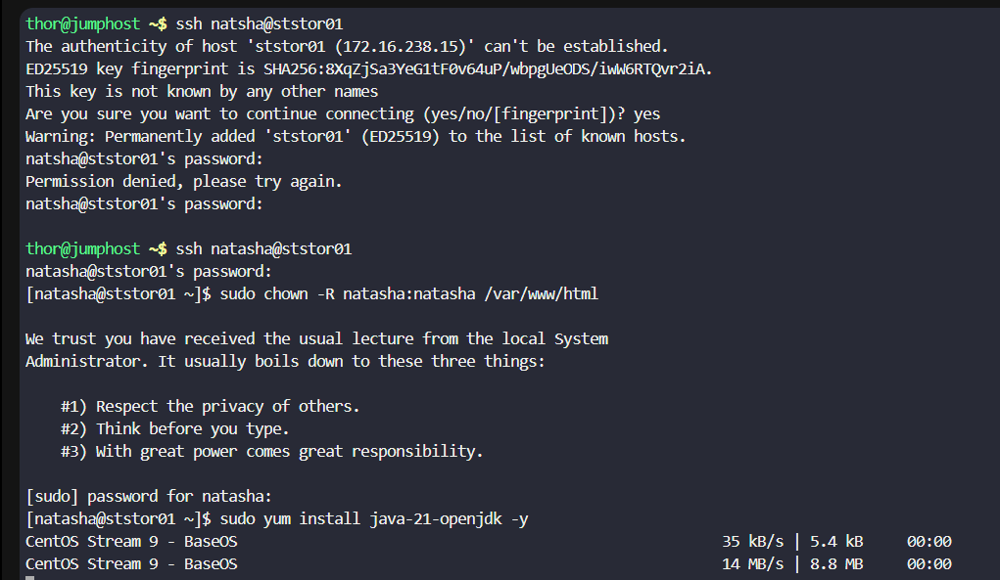 thor@jumphost ~$ ssh natsha@ststor01
The authenticity of host 'ststor01 (172.16.238.15)' can't be established.
ED25519 key fingerprint is SHA256:8XqZjSa3YeG1tF0v64uP/wbpgUeODS/iwW6RTQvr2iA.
This key is not known by any other names
Are you sure you want to continue connecting (yes/no/[fingerprint])? yes
Warning: Permanently added 'ststor01' (ED25519) to the list of known hosts.
natsha@ststor01's password:
Permission denied, please try again.
natsha@ststor01's password:
thor@jumphost ~$ ssh natasha@ststor01
natasha@ststor01's password:
[natasha@ststor01 ~]$ sudo chown -R natasha:natasha /var/www/html
We trust you have received the usual lecture from the local System
Administrator. It usually boils down to these three things:
#1) Respect the privacy of others.
#2) Think before you type.
#3) With great power comes great responsibility.
[sudo] password for natasha:
[natasha@ststor01 ~]$ sudo yum install java-21-openjdk -y
CentOS Stream 9 - BaseOS 35 kB/s | 5.4 kB 00:00
CentOS Stream 9 - BaseOS 14 MB/s | 8.8 MB 00:00